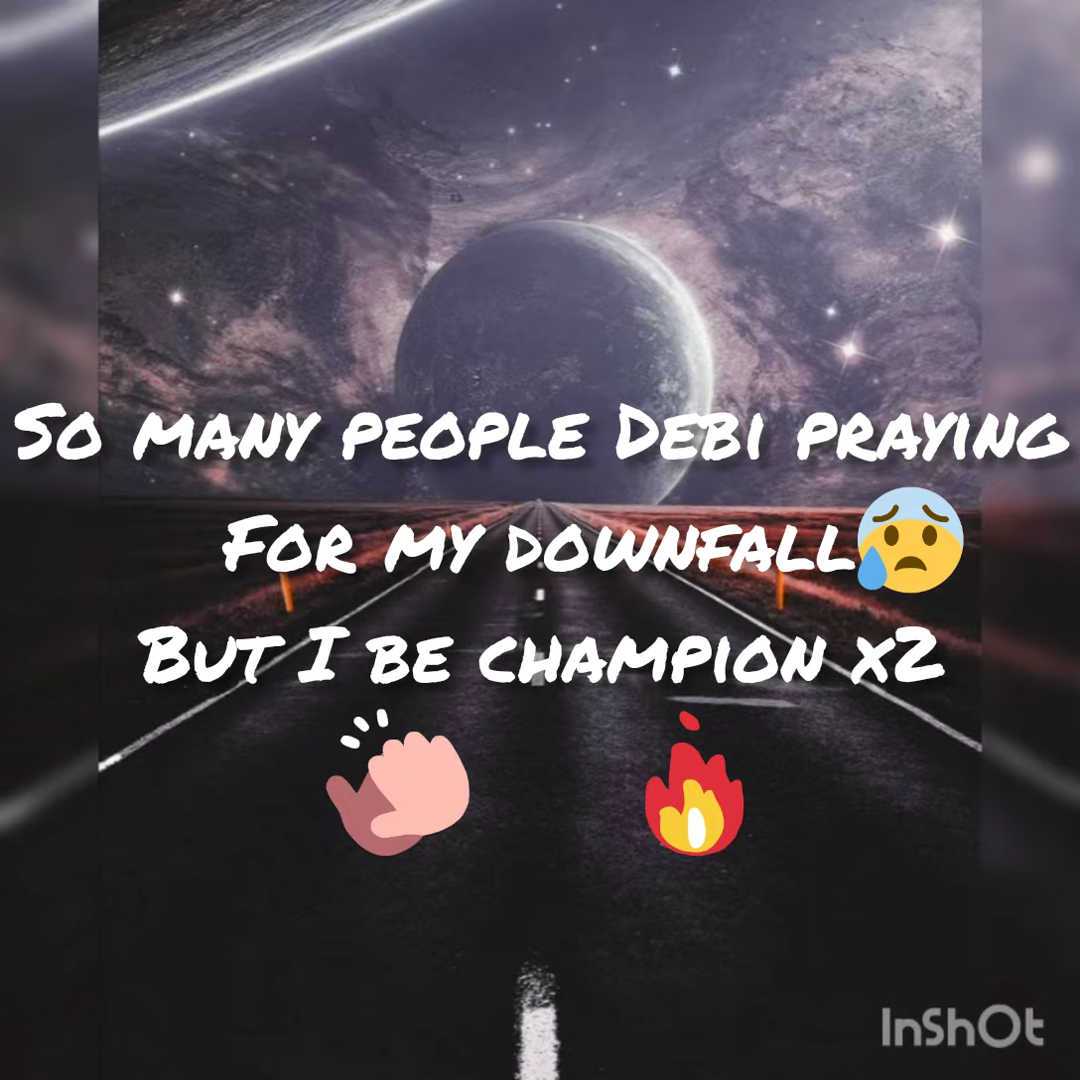 So many people Debi praying
For my downfall😰
But I be champion x2
👏 🔥
InShOt